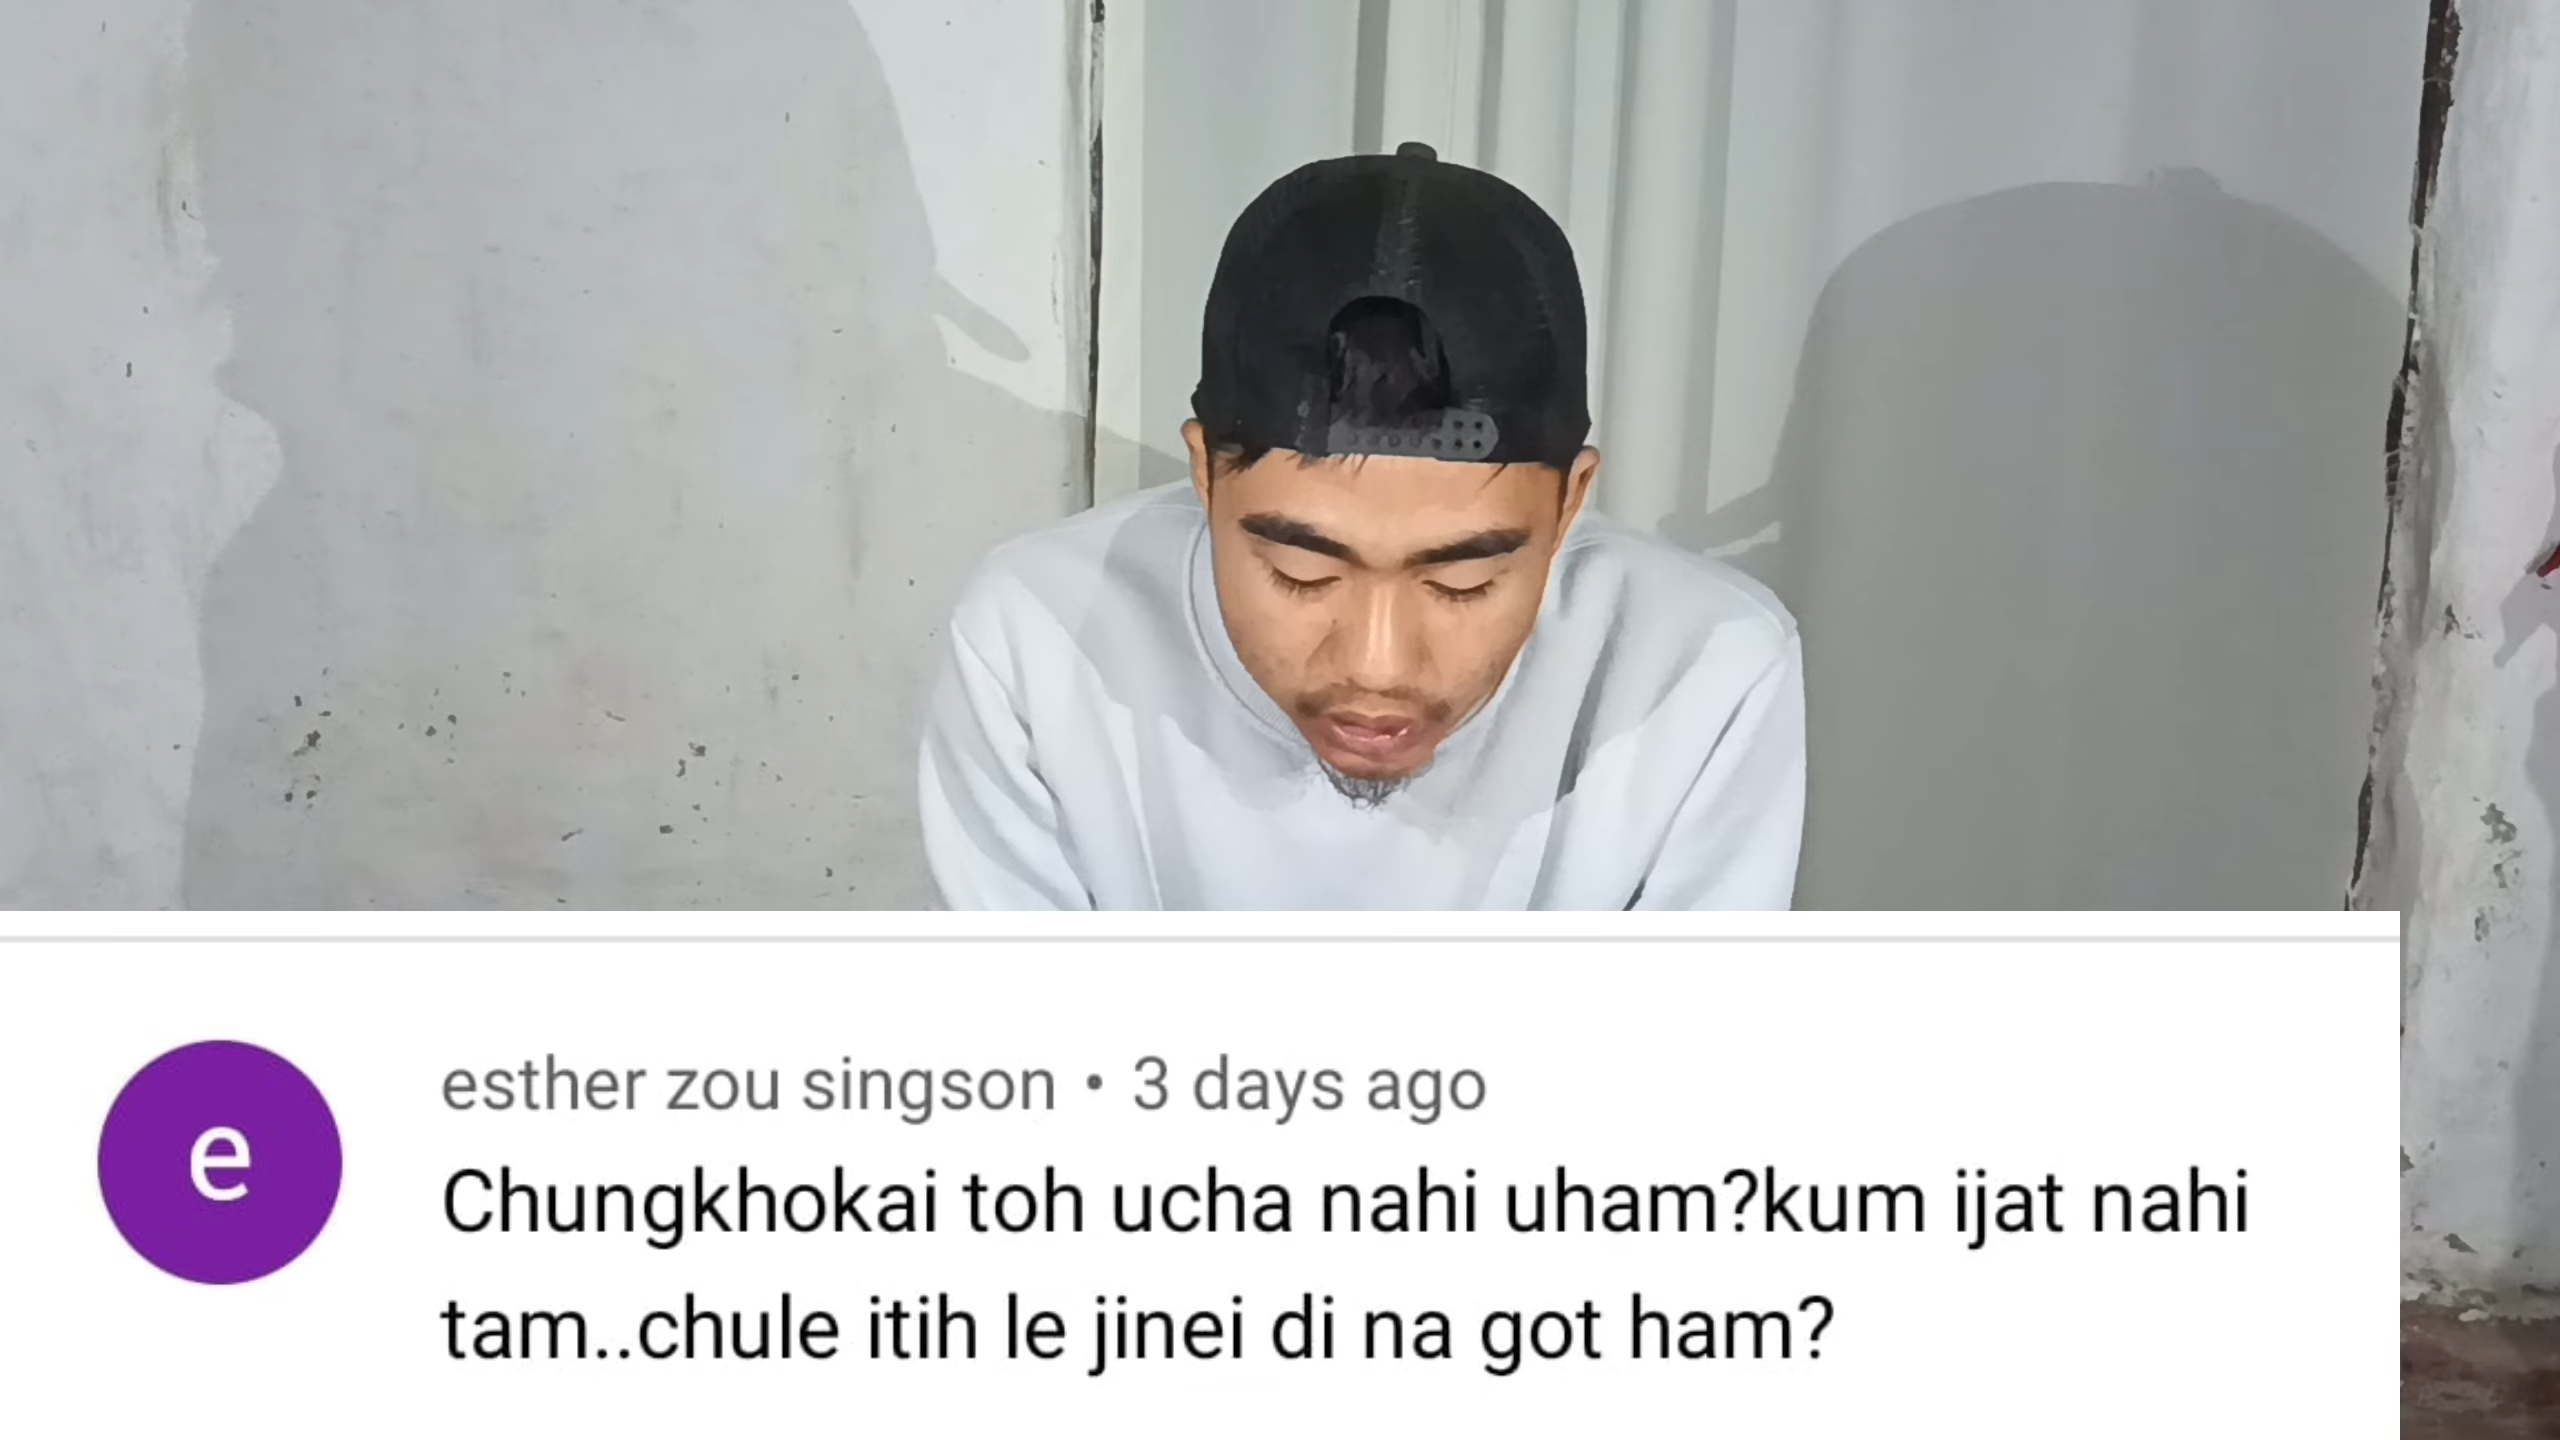 e
esther zou singson • 3 days ago
Chungkhokai toh ucha nahi uham?kum ijat nahi
tam..chule itih le jinei di na got ham?